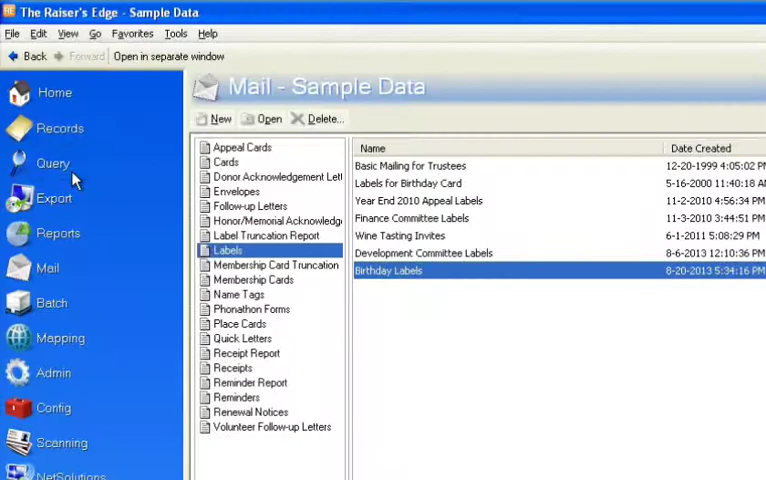 The Raiser's Edge - Sample Data
File Edit View Go Favorites Tools Help
Back Forward Open in separate window
Home
Records
Query
Export
Reports
Mail
Batch
Mapping
Admin
Config
Scanning
NetSolutions
Mail - Sample Data
New Open Delete...
Appeal Cards
Cards
Donor Acknowledgement Lett
Envelopes
Follow-up Letters
Honor/Memorial Acknowledg
Label Truncation Report
Labels
Membership Card Truncation
Membership Cards
Name Tags
Phonathon Forms
Place Cards
Quick Letters
Receipt Report
Receipts
Reminder Report
Reminders
Renewal Notices
Volunteer Follow-up Letters
Name Date Created
Basic Mailing for Trustees 12-20-1999 4:05:02 PM
Labels for Birthday Card 5-16-2000 11:40:18 AM
Year End 2010 Appeal Labels 11-2-2010 4:56:34 PM
Finance Committee Labels 11-3-2010 3:44:51 PM
Wine Tasting Invites 6-1-2011 5:08:29 PM
Development Committee Labels 8-6-2013 12:10:36 PM
Birthday Labels 8-20-2013 5:34:16 PM